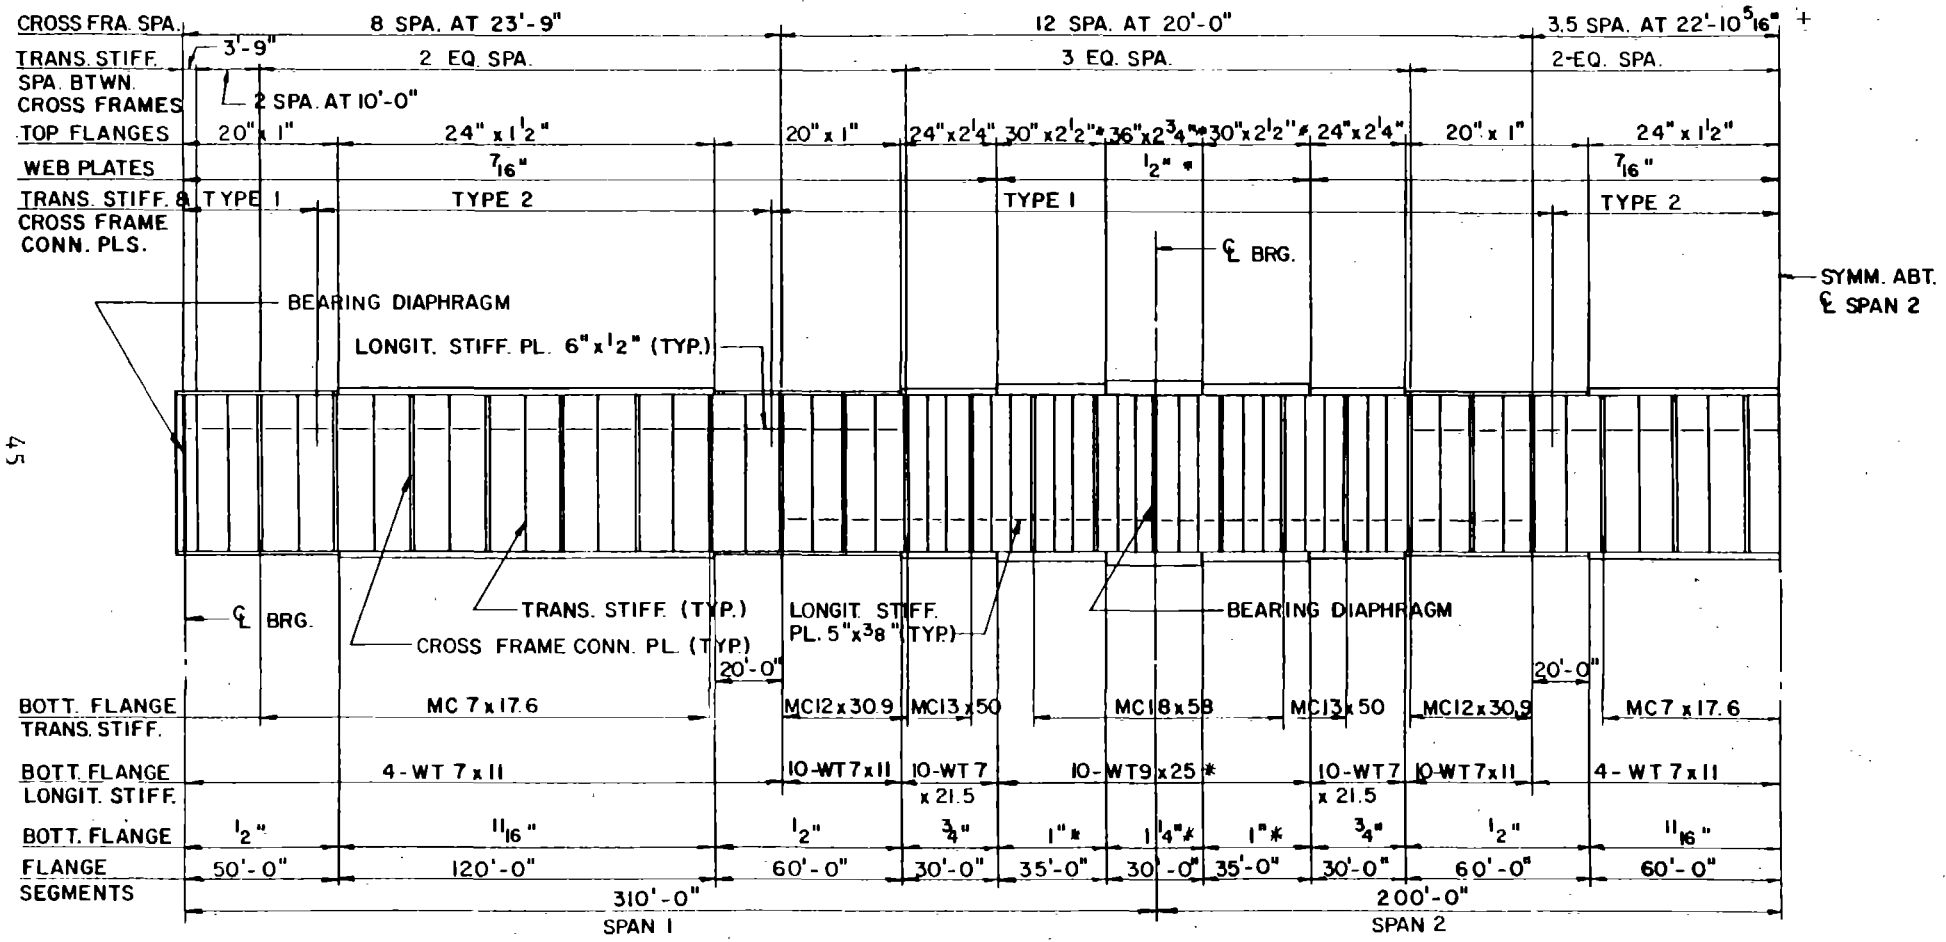 CROSS FRA. SPA. 8 SPA. AT 23'-9" 12 SPA. AT 20'-0" 3.5 SPA. AT 22'-10 5/16" +
3'-9"
TRANS. STIFF. 2 EQ. SPA. 3 EQ. SPA. 2-EQ. SPA.
SPA. BTWN.
CROSS FRAMES 2 SPA. AT 10'-0"
TOP FLANGES 20" x 1" 24" x 1 1/2" 20" x 1" 24" x 2 1/4" 30" x 2 1/2" * 36" x 2 3/4" * 30" x 2 1/2" * 24" x 2 1/4" 20" x 1" 24" x 1 1/2"
WEB PLATES 7/16" 1/2" * 7/16"
TRANS. STIFF. & TYPE 1 TYPE 2 TYPE 1 TYPE 2
CROSS FRAME
CONN. PLS.
℄ BRG.
SYMM. ABT.
℄ SPAN 2
BEARING DIAPHRAGM
LONGIT. STIFF. PL. 6" x 1/2" (TYP.)
45
TRANS. STIFF. (TYP.) LONGIT. STIFF. BEARING DIAPHRAGM
℄ BRG. PL. 5" x 3/8" (TYP.)
CROSS FRAME CONN. PL. (TYP.)
20'-0" 20'-0"
BOTT. FLANGE MC 7 x 17.6 MC12 x 30.9 MC13 x 50 MC18 x 58 MC13 x 50 MC12 x 30.9 MC 7 x 17.6
TRANS. STIFF.
BOTT. FLANGE 4-WT 7 x 11 10-WT 7 x 11 10-WT 7 10-WT9 x 25 * 10-WT7 10-WT7 x 11 4-WT 7 x 11
LONGIT. STIFF. x 21.5 x 21.5
BOTT. FLANGE 1/2" 11/16" 1/2" 3/4" 1" * 1 1/4" * 1" * 3/4" 1/2" 11/16"
FLANGE 50'-0" 120'-0" 60'-0" 30'-0" 35'-0" 30'-0" 35'-0" 30'-0" 60'-0" 60'-0"
SEGMENTS
310'-0" 200'-0"
SPAN 1 SPAN 2